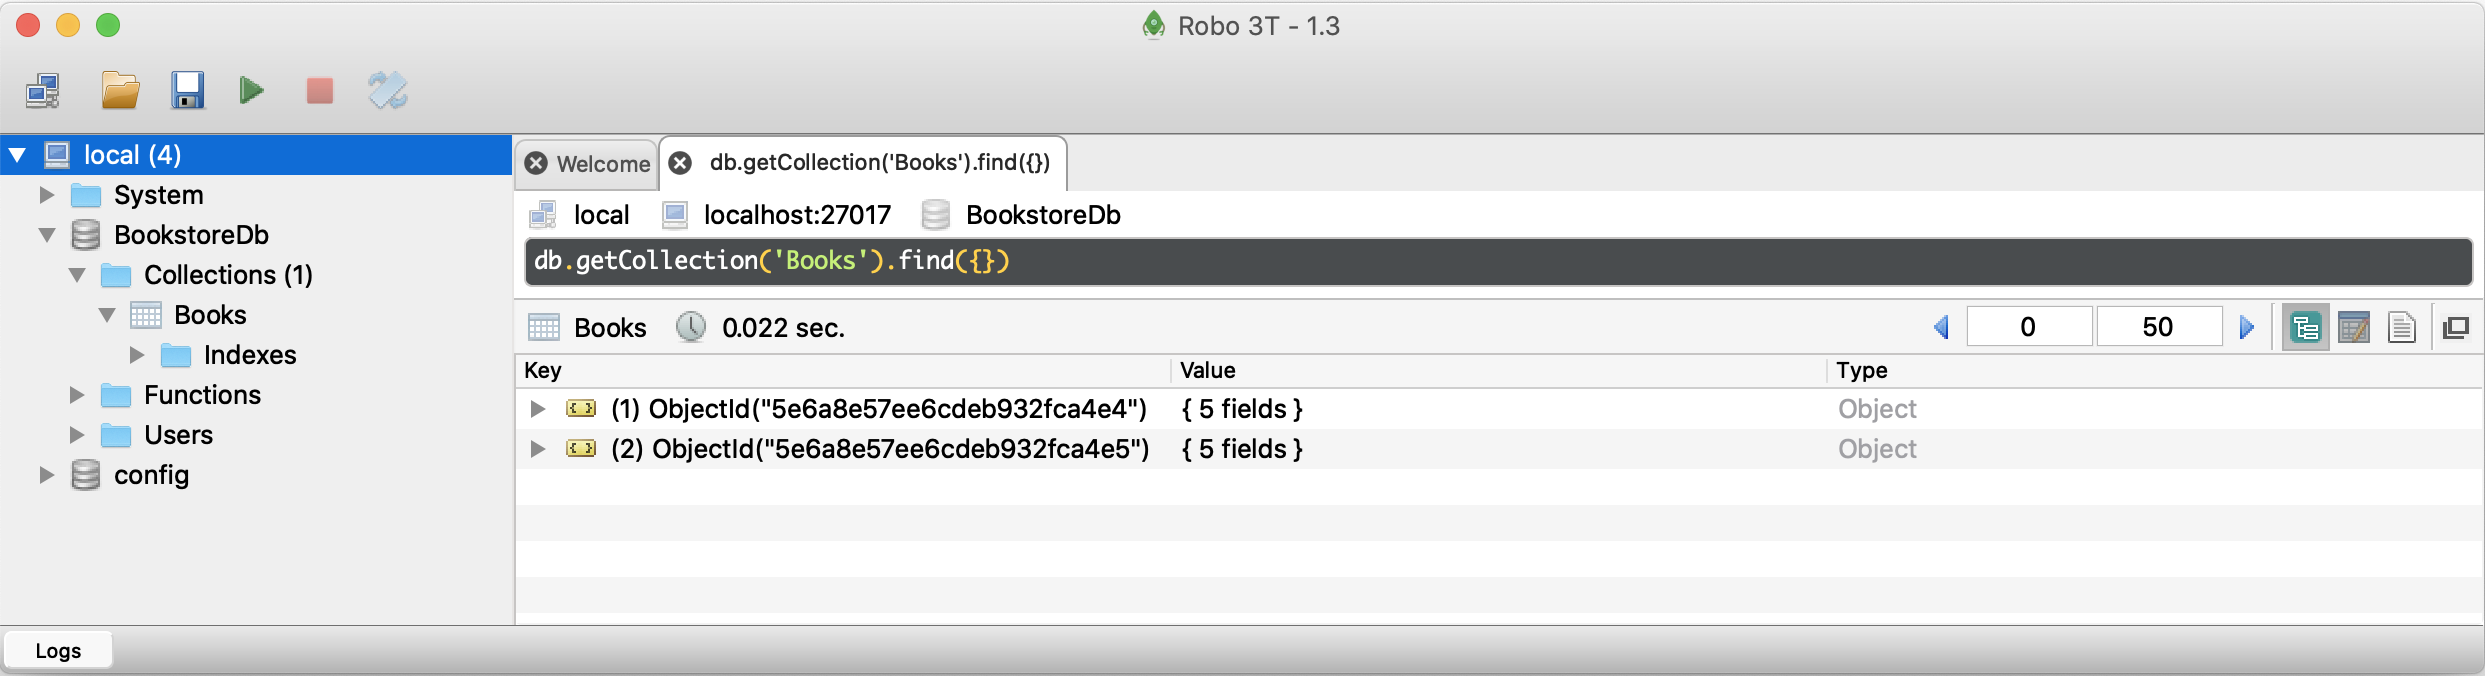 Robo 3T - 1.3
local (4)
System
BookstoreDb
Collections (1)
Books
Indexes
Functions
Users
config
Welcome
db.getCollection('Books').find({})
local localhost:27017 BookstoreDb
db.getCollection('Books').find({})
Books 0.022 sec. 0 50
Key Value Type
(1) ObjectId("5e6a8e57ee6cdeb932fca4e4") { 5 fields } Object
(2) ObjectId("5e6a8e57ee6cdeb932fca4e5") { 5 fields } Object
Logs